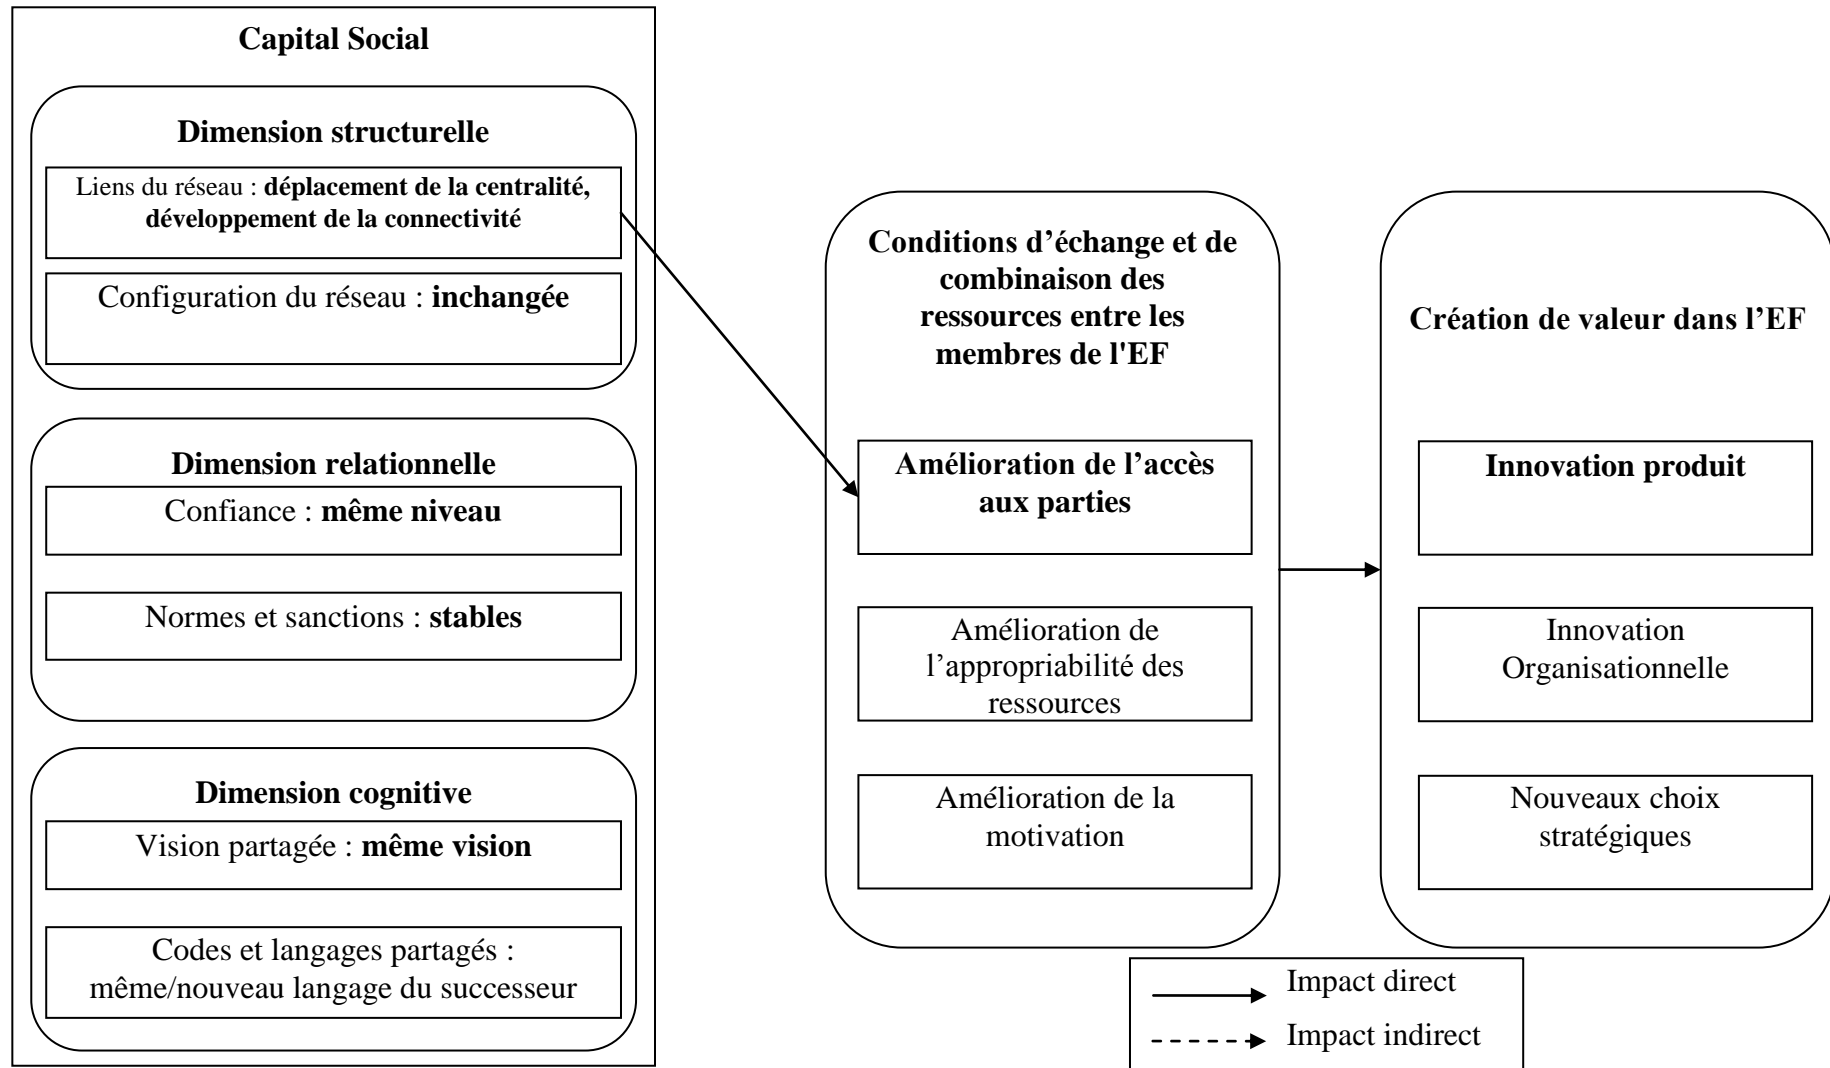 Capital Social
Dimension structurelle
Liens du réseau : déplacement de la centralité,
développement de la connectivité
Configuration du réseau : inchangée
Dimension relationnelle
Confiance : même niveau
Normes et sanctions : stables
Dimension cognitive
Vision partagée : même vision
Codes et langages partagés :
même/nouveau langage du successeur
Conditions d’échange et de
combinaison des
ressources entre les
membres de l'EF
Amélioration de l’accès
aux parties
Amélioration de
l’appropriabilité des
ressources
Amélioration de la
motivation
Création de valeur dans l’EF
Innovation produit
Innovation
Organisationnelle
Nouveaux choix
stratégiques
Impact direct
Impact indirect